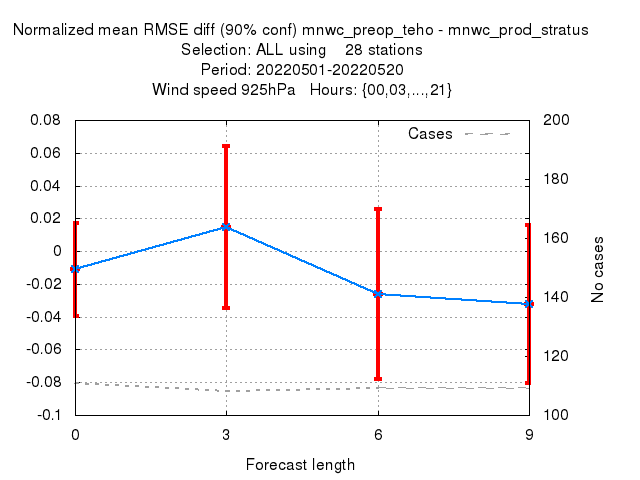 Normalized mean RMSE diff (90% conf) mnwc_preop_teho - mnwc_prod_stratus
Selection: ALL using    28 stations
Period: 20220501-20220520
Wind speed 925hPa   Hours: {00,03,...,21}
0.08
0.06
0.04
0.02
0
-0.02
-0.04
-0.06
-0.08
-0.1
Cases
200
180
160
140
120
100
No cases
0
3
6
9
Forecast length